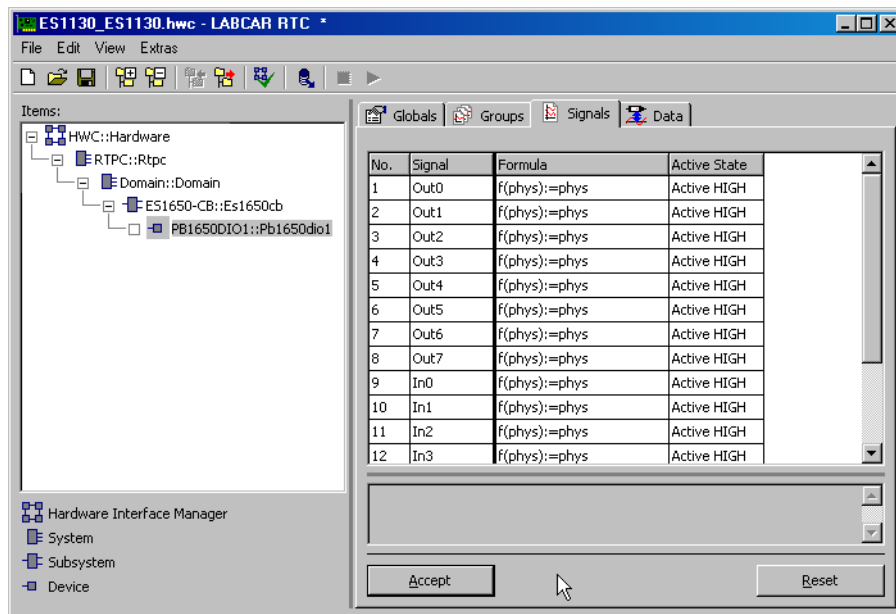 ES1130_ES1130.hwc - LABCAR RTC *
File Edit View Extras
Items:
HWC::Hardware
RTPC::Rtpc
Domain::Domain
ES1650-CB::Es1650cb
PB1650DIO1::Pb1650dio1
Hardware Interface Manager
System
Subsystem
Device
Globals Groups Signals Data
No. Signal Formula Active State
1 Out0 f(phys):=phys Active HIGH
2 Out1 f(phys):=phys Active HIGH
3 Out2 f(phys):=phys Active HIGH
4 Out3 f(phys):=phys Active HIGH
5 Out4 f(phys):=phys Active HIGH
6 Out5 f(phys):=phys Active HIGH
7 Out6 f(phys):=phys Active HIGH
8 Out7 f(phys):=phys Active HIGH
9 In0 f(phys):=phys Active HIGH
10 In1 f(phys):=phys Active HIGH
11 In2 f(phys):=phys Active HIGH
12 In3 f(phys):=phys Active HIGH
Accept Reset